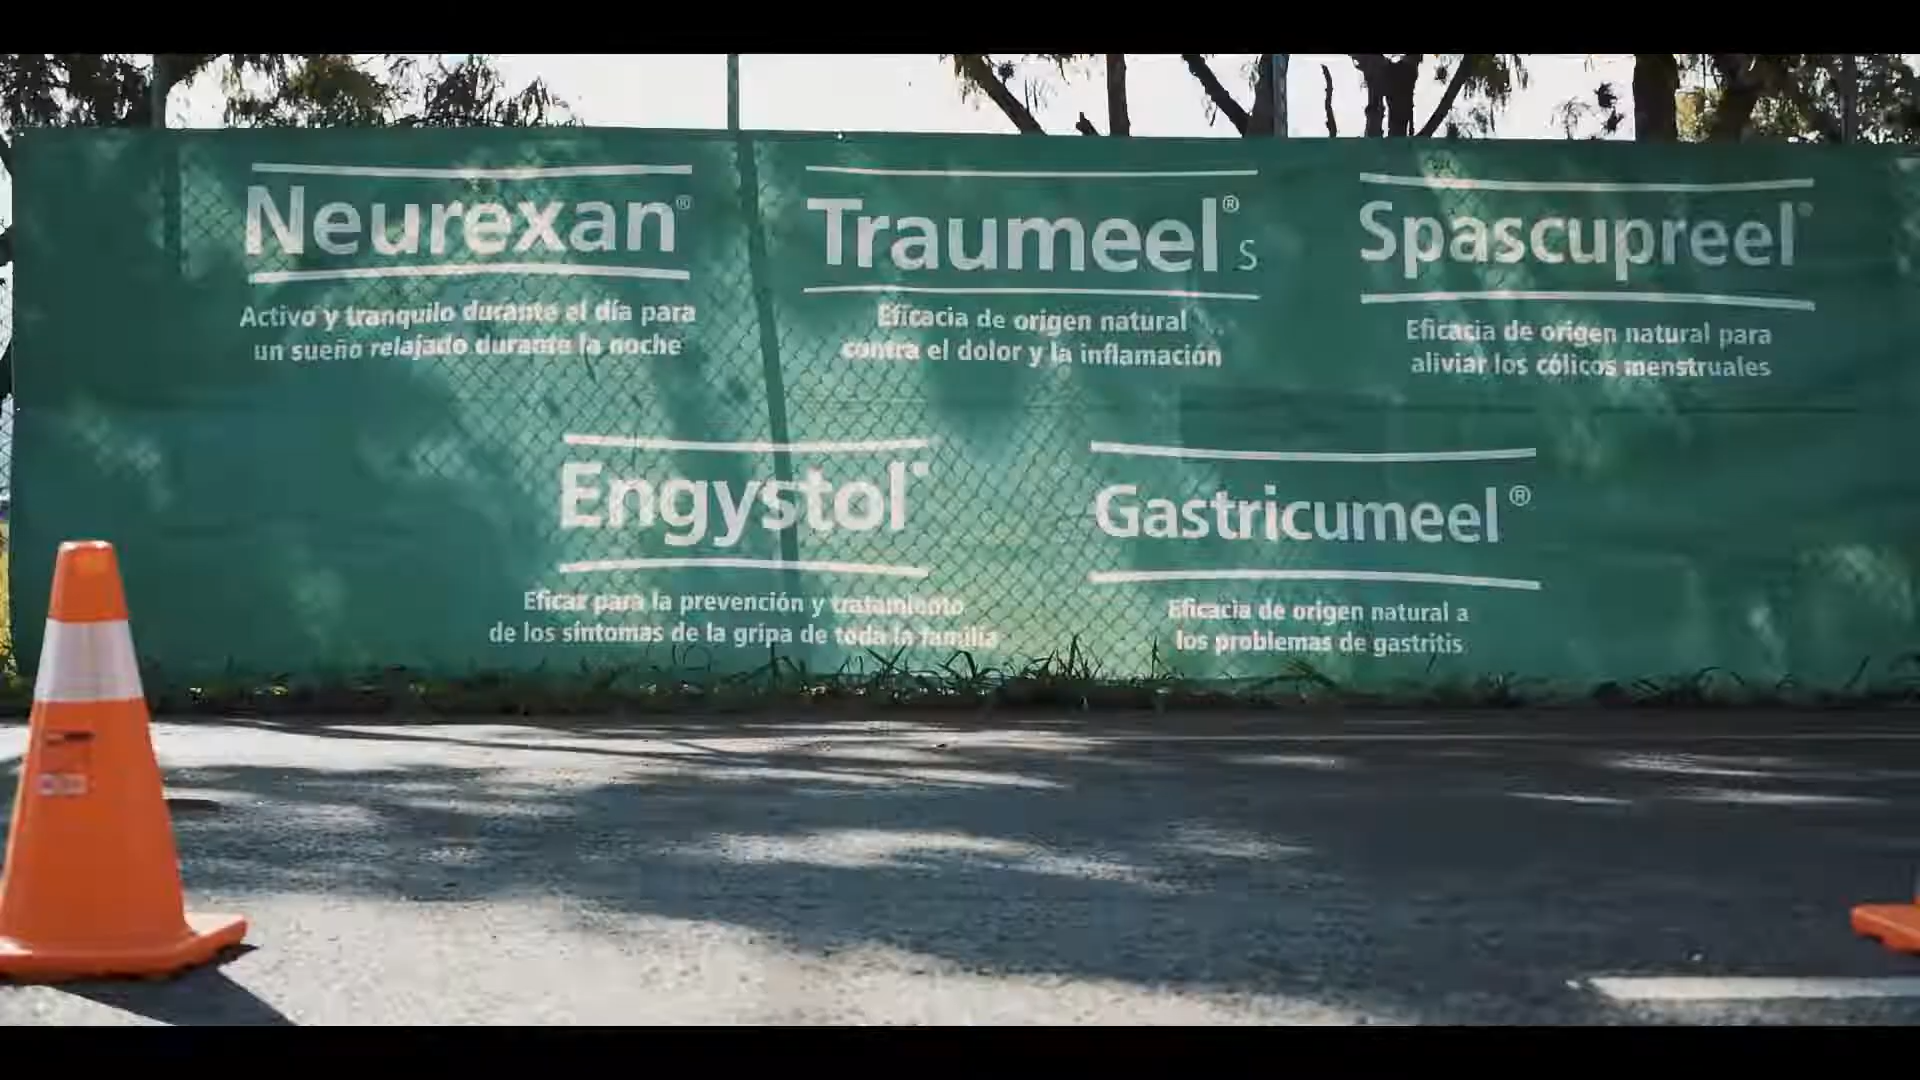 Neurexan®
Activo y tranquilo durante el día para
un sueño relajado durante la noche
Traumeel® S
Eficacia de origen natural
contra el dolor y la inflamación
Spascupreel®
Eficacia de origen natural para
aliviar los cólicos menstruales
Engystol
Eficaz para la prevención y tratamiento
de los síntomas de la gripa de toda la familia
Gastricumeel®
Eficacia de origen natural a
los problemas de gastritis